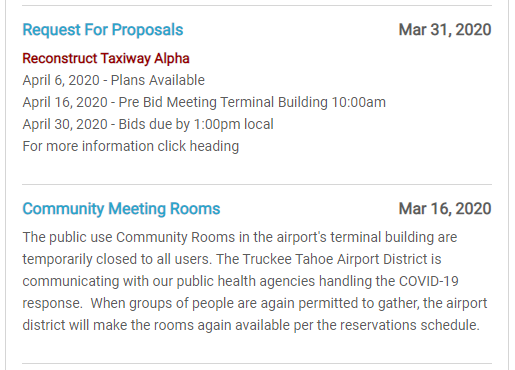 Request For Proposals Mar 31, 2020
Reconstruct Taxiway Alpha
April 6, 2020 - Plans Available
April 16, 2020 - Pre Bid Meeting Terminal Building 10:00am
April 30, 2020 - Bids due by 1:00pm local
For more information click heading
Community Meeting Rooms Mar 16, 2020
The public use Community Rooms in the airport's terminal building are
temporarily closed to all users. The Truckee Tahoe Airport District is
communicating with our public health agencies handling the COVID-19
response.  When groups of people are again permitted to gather, the airport
district will make the rooms again available per the reservations schedule.